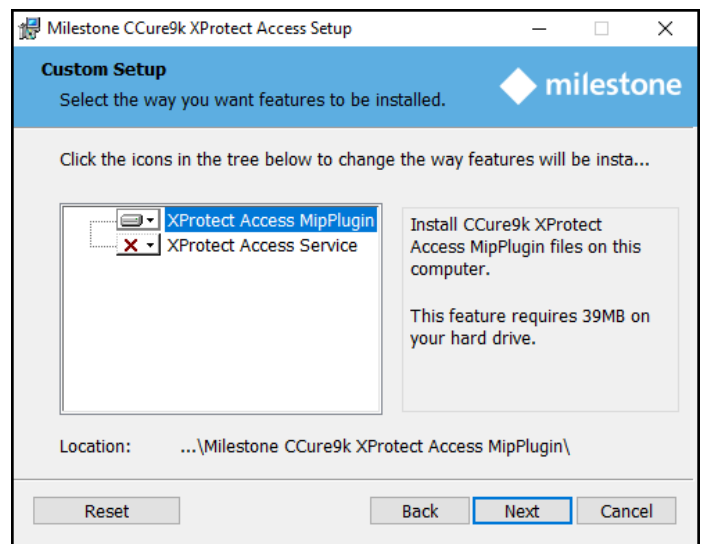 Milestone CCure9k XProtect Access Setup
Custom Setup
Select the way you want features to be installed.
milestone
Click the icons in the tree below to change the way features will be insta...
XProtect Access MipPlugin
XProtect Access Service
Install CCure9k XProtect
Access MipPlugin files on this
computer.
This feature requires 39MB on
your hard drive.
Location: ...\Milestone CCure9k XProtect Access MipPlugin\
Reset Back Next Cancel